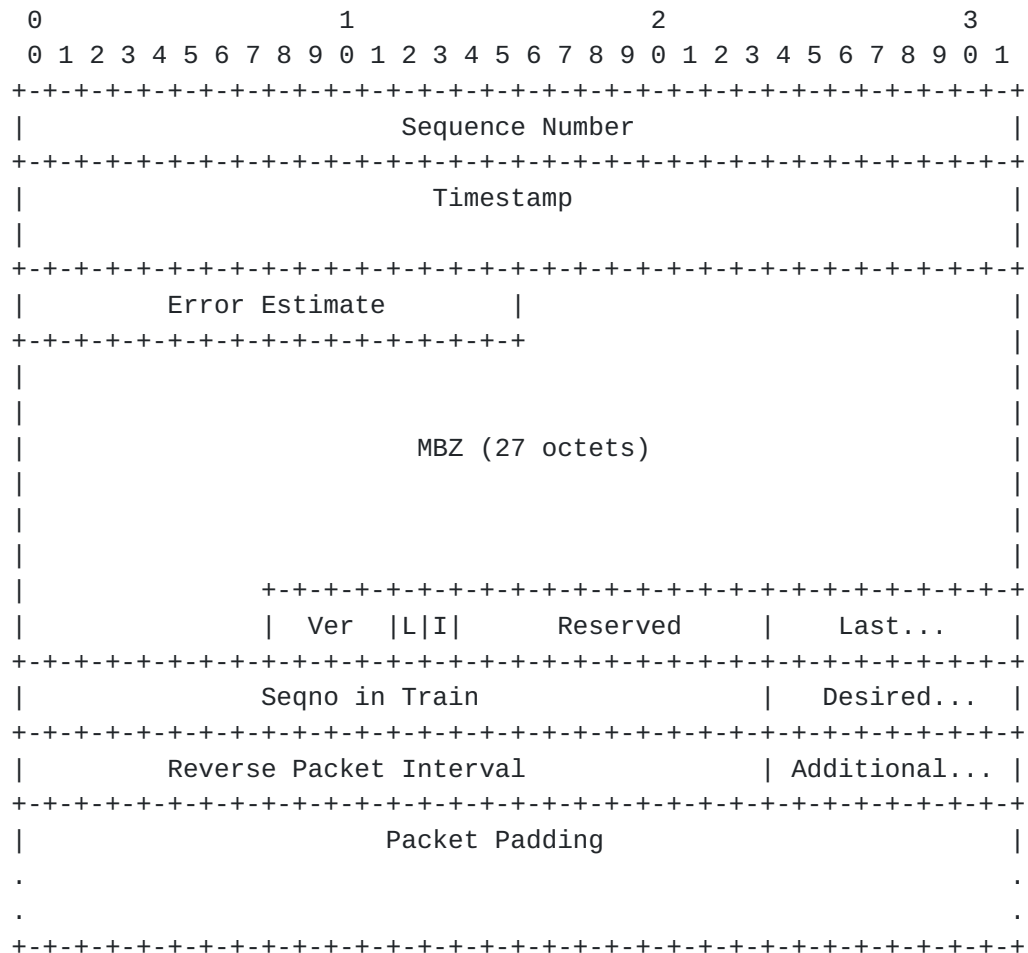 0                   1                   2                   3
 0 1 2 3 4 5 6 7 8 9 0 1 2 3 4 5 6 7 8 9 0 1 2 3 4 5 6 7 8 9 0 1
+-+-+-+-+-+-+-+-+-+-+-+-+-+-+-+-+-+-+-+-+-+-+-+-+-+-+-+-+-+-+-+-+
|                        Sequence Number                        |
+-+-+-+-+-+-+-+-+-+-+-+-+-+-+-+-+-+-+-+-+-+-+-+-+-+-+-+-+-+-+-+-+
|                          Timestamp                            |
|                                                               |
+-+-+-+-+-+-+-+-+-+-+-+-+-+-+-+-+-+-+-+-+-+-+-+-+-+-+-+-+-+-+-+-+
|         Error Estimate        |                               |
+-+-+-+-+-+-+-+-+-+-+-+-+-+-+-+-+                               |
|                                                               |
|                                                               |
|                         MBZ (27 octets)                       |
|                                                               |
|                                                               |
|                                                               |
|               +-+-+-+-+-+-+-+-+-+-+-+-+-+-+-+-+-+-+-+-+-+-+-+-+
|               |  Ver  |L|I|      Reserved     |    Last...    |
+-+-+-+-+-+-+-+-+-+-+-+-+-+-+-+-+-+-+-+-+-+-+-+-+-+-+-+-+-+-+-+-+
|               Seqno in Train                  |   Desired...  |
+-+-+-+-+-+-+-+-+-+-+-+-+-+-+-+-+-+-+-+-+-+-+-+-+-+-+-+-+-+-+-+-+
|         Reverse Packet Interval               | Additional... |
+-+-+-+-+-+-+-+-+-+-+-+-+-+-+-+-+-+-+-+-+-+-+-+-+-+-+-+-+-+-+-+-+
|                       Packet Padding                          |
.                                                               .
.                                                               .
+-+-+-+-+-+-+-+-+-+-+-+-+-+-+-+-+-+-+-+-+-+-+-+-+-+-+-+-+-+-+-+-+